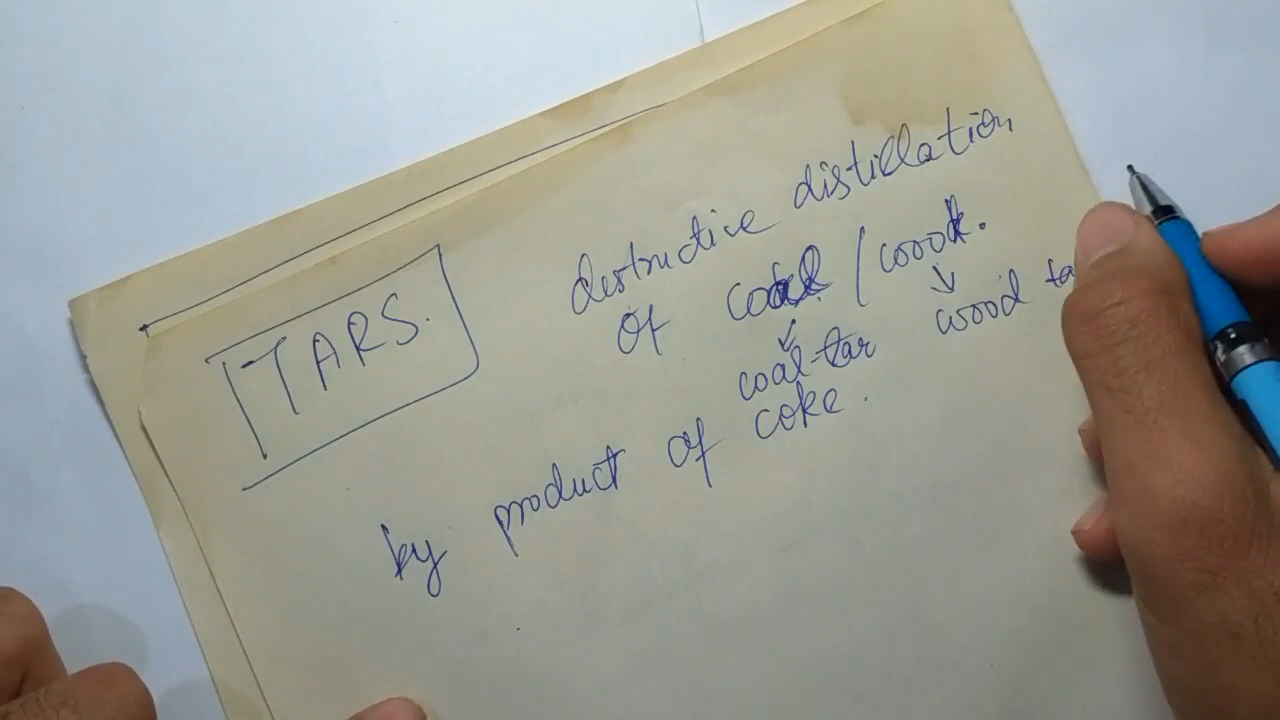 TARS.
destructive distillation
of coal / wood.
coal-tar wood ta
by product of coke.